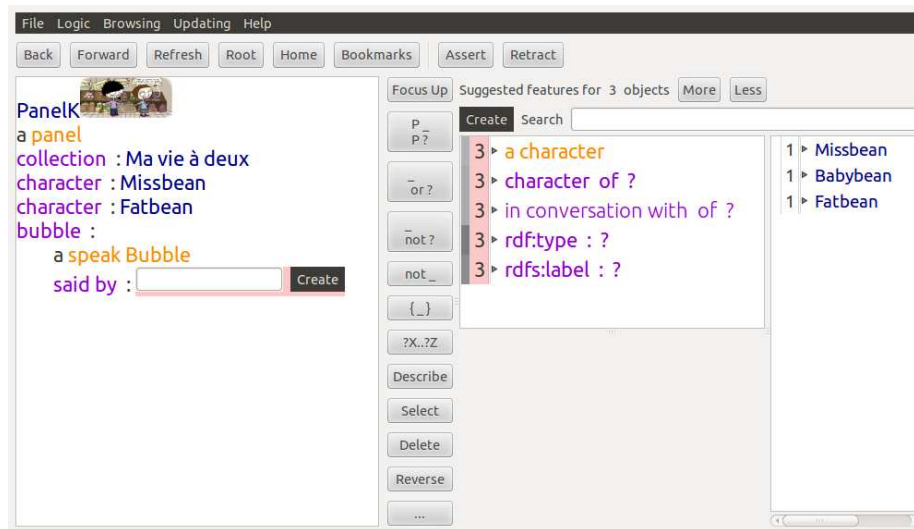 File Logic Browsing Updating Help
Back Forward Refresh Root Home Bookmarks Assert Retract
PanelK
a panel
collection : Ma vie à deux
character : Missbean
character : Fatbean
bubble :
a speak Bubble
said by : Create
Focus Up
P _
P ?
_
or ?
_
not ?
not _
{ _ }
?X..?Z
Describe
Select
Delete
Reverse
...
Suggested features for 3 objects More Less
Create Search
3 a character
3 character of ?
3 in conversation with of ?
3 rdf:type : ?
3 rdfs:label : ?
1 Missbean
1 Babybean
1 Fatbean